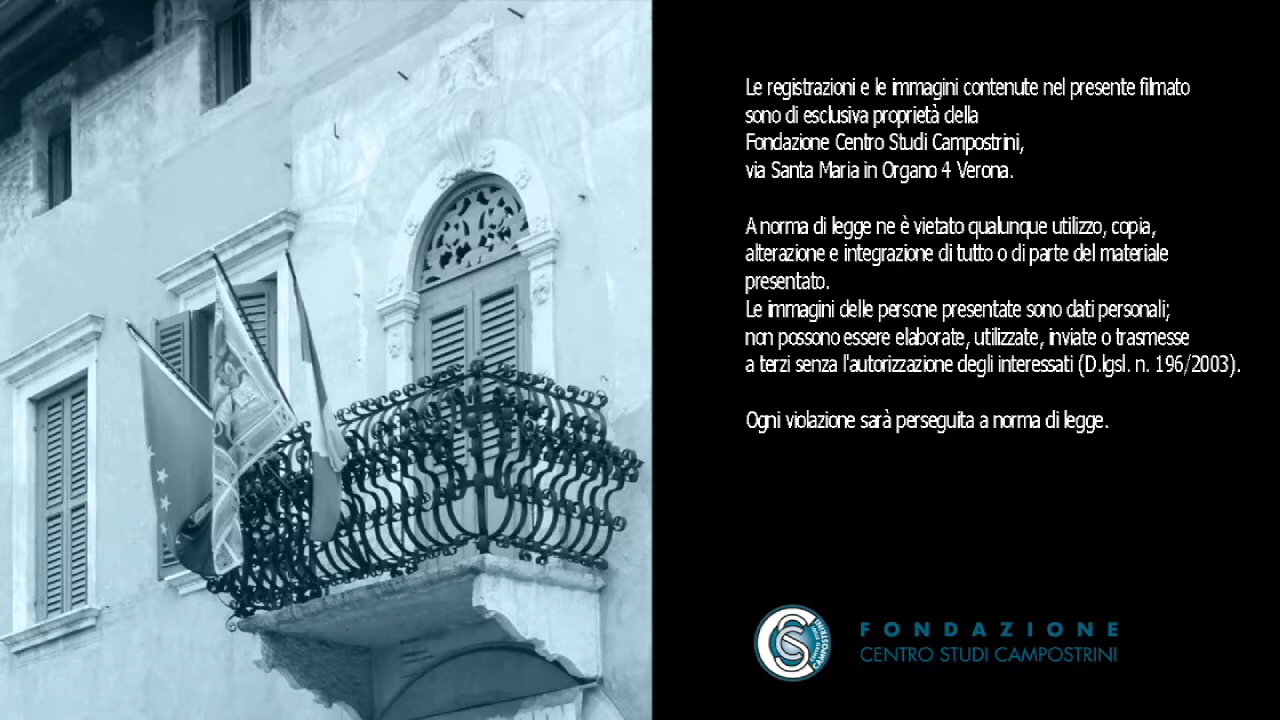 Le registrazioni e le immagini contenute nel presente filmato
sono di esclusiva proprietà della
Fondazione Centro Studi Campostrini,
via Santa Maria in Organo 4 Verona.
A norma di legge ne è vietato qualunque utilizzo, copia,
alterazione e integrazione di tutto o di parte del materiale
presentato.
Le immagini delle persone presentate sono dati personali;
non possono essere elaborate, utilizzate, inviate o trasmesse
a terzi senza l'autorizzazione degli interessati (D.lgsl. n. 196/2003).
Ogni violazione sarà perseguita a norma di legge.
FONDAZIONE
CENTRO STUDI CAMPOSTRINI